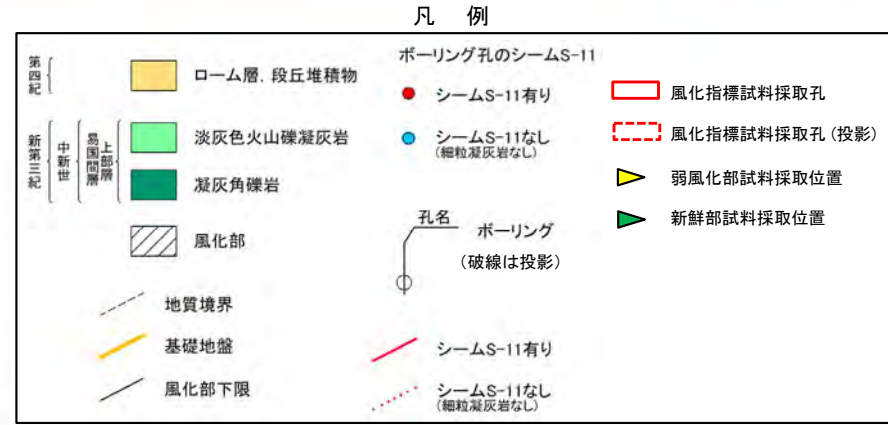 凡 例
第四紀
ローム層, 段丘堆積物
新第三紀
中新世
易国間層
上部層
淡灰色火山礫凝灰岩
凝灰角礫岩
風化部
地質境界
基礎地盤
風化部下限
ボーリング孔のシームS-11
シームS-11有り
シームS-11なし
(細粒凝灰岩なし)
孔名
ボーリング
(破線は投影)
シームS-11有り
シームS-11なし
(細粒凝灰岩なし)
風化指標試料採取孔
風化指標試料採取孔(投影)
弱風化部試料採取位置
新鮮部試料採取位置